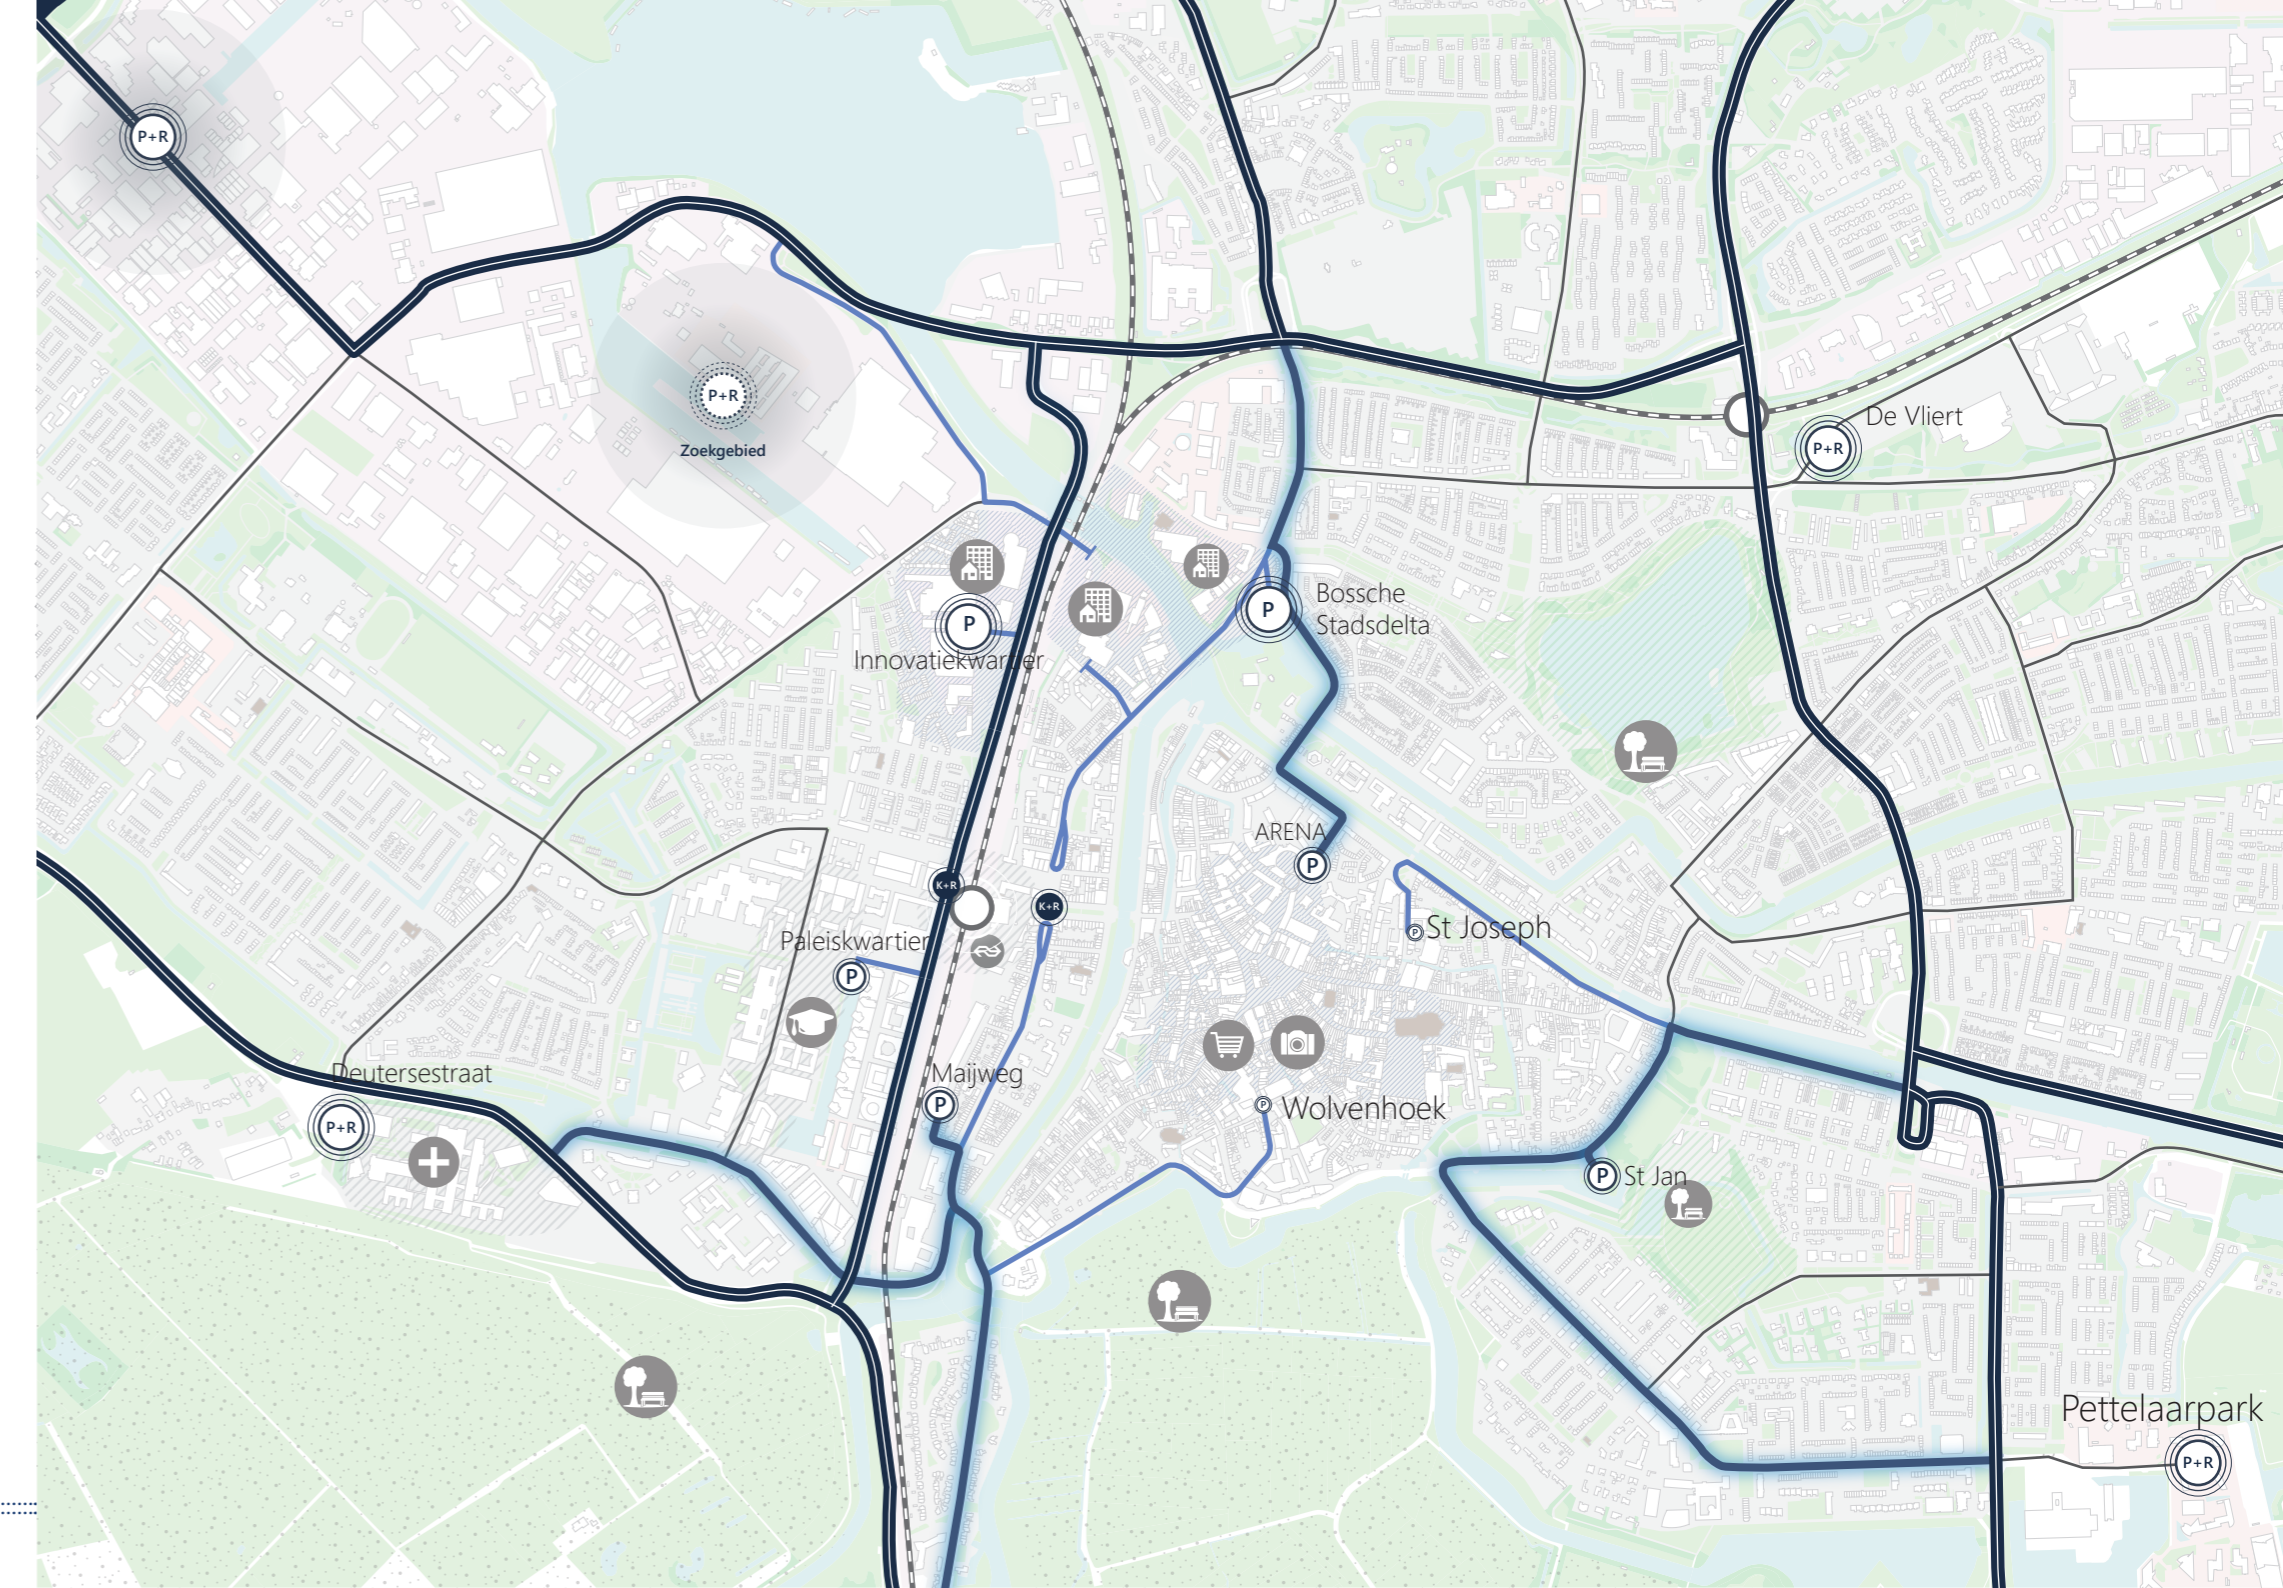 P+R
P+R
Zoekgebied
De Vliert
P+R
P
Innovatiekwartier
P
Bossche
Stadsdelta
ARENA
P
K+R
K+R
Paleiskwartier
P
P
St Joseph
Deutersestraat
P+R
Maijweg
P
P
Wolvenhoek
P
St Jan
Pettelaarpark
P+R